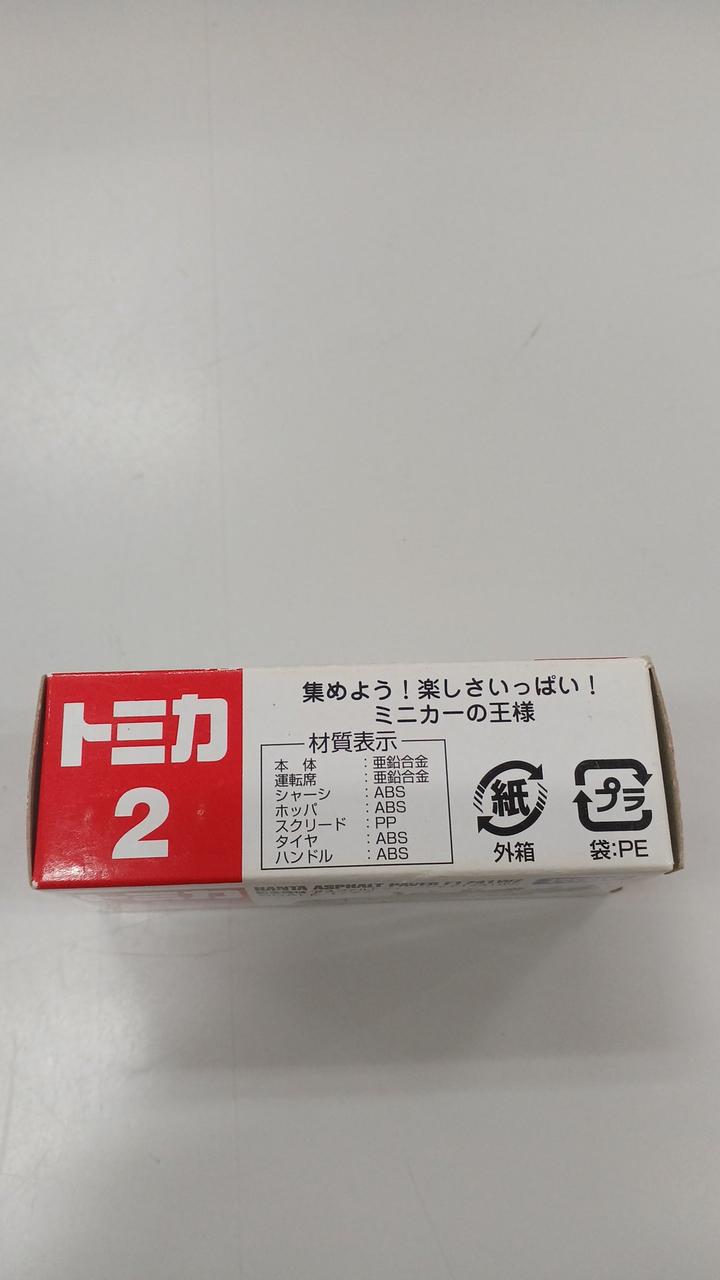 トミカ
2
集めよう！楽しさいっぱい！
ミニカーの王様
材質表示
本体：亜鉛合金
運転席：亜鉛合金
シャーシ：ABS
ホッパ：ABS
スクリード：PP
タイヤ：ABS
ハンドル：ABS
紙
外箱
プラ
袋:PE
HANTA ASPHALT PAVER